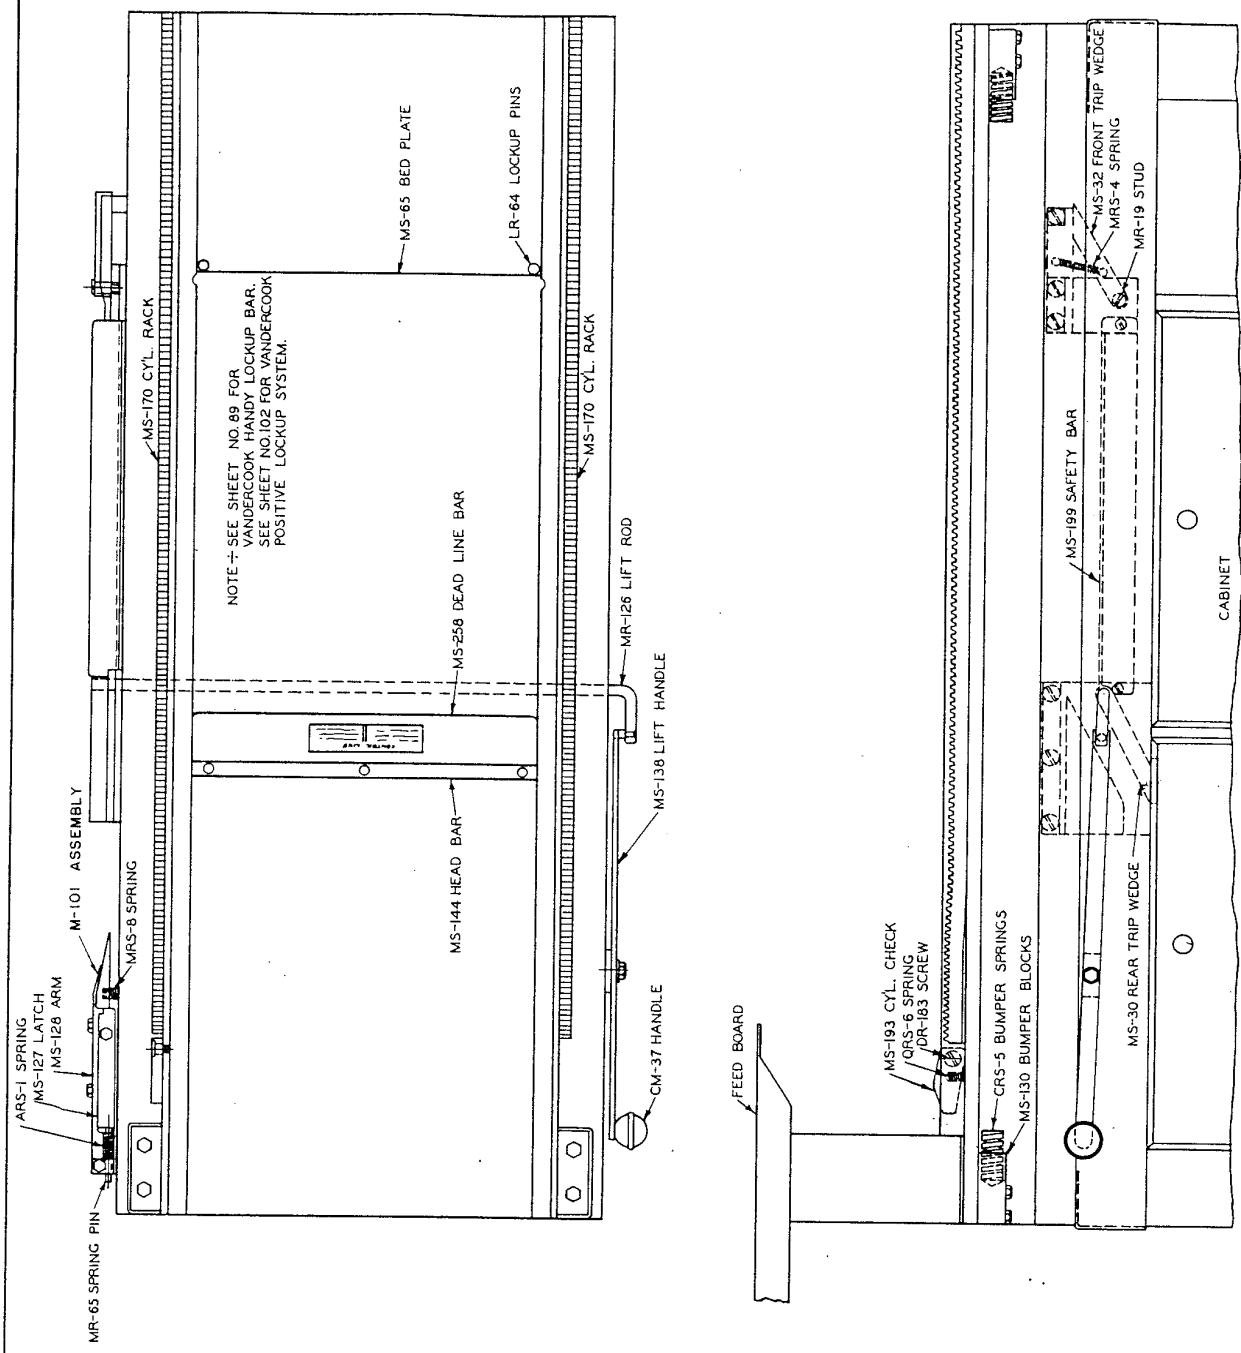 MR-65 SPRING PIN
ARS-1 SPRING
MS-127 LATCH
MS-128 ARM
M-101 ASSEMBLY
MRS-8 SPRING
MS-170 CY'L. RACK
NOTE÷SEE SHEET NO.89 FOR
VANDERCOOK HANDY LOCKUP BAR.
SEE SHEET NO.102 FOR VANDERCOOK
POSITIVE LOCKUP SYSTEM.
MS-65 BED PLATE
LR-64 LOCKUP PINS
MS-144 HEAD BAR
MS-258 DEAD LINE BAR
CONTROL LINE
MS-170 CY'L. RACK
MR-126 LIFT ROD
MS-138 LIFT HANDLE
CM-37 HANDLE
FEED BOARD
MS-193 CY'L. CHECK
QRS-6 SPRING
DR-183 SCREW
CRS-5 BUMPER SPRINGS
MS-130 BUMPER BLOCKS
MS-30 REAR TRIP WEDGE
MS-199 SAFETY BAR
MS-32 FRONT TRIP WEDGE
MRS-4 SPRING
MR-19 STUD
CABINET